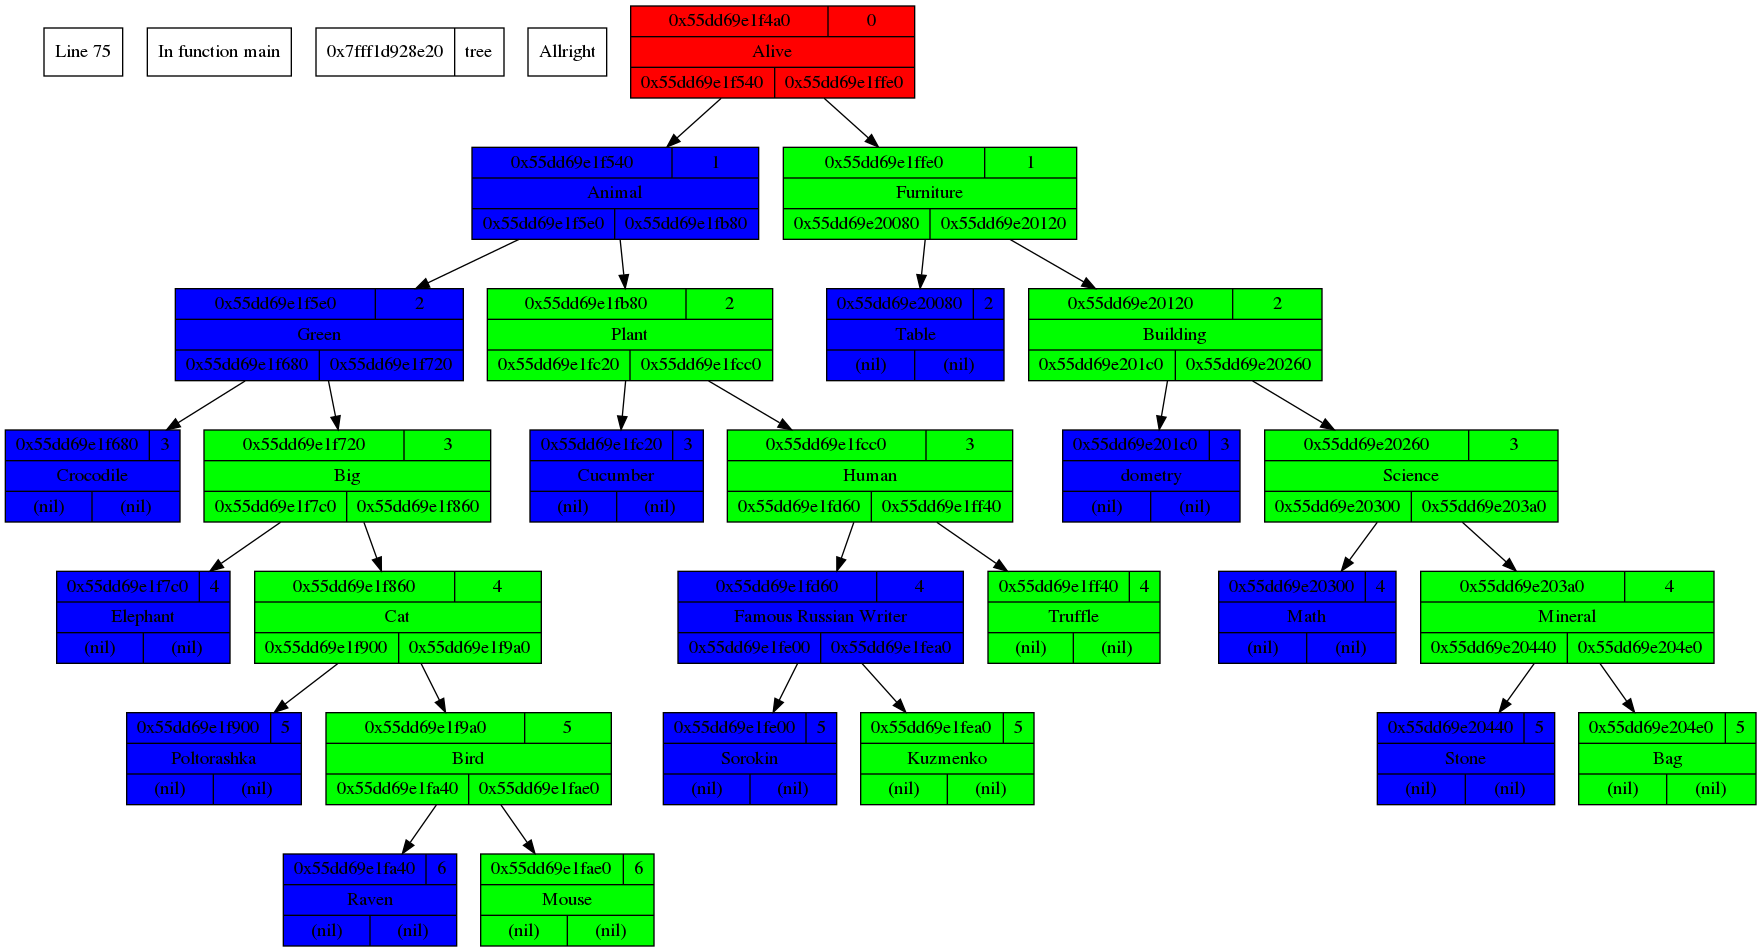 Line 75
In function main
0x7fff1d928e20 tree
Allright
0x55dd69e1f4a0 0
Alive
0x55dd69e1f540 0x55dd69e1ffe0
0x55dd69e1f540 1
Animal
0x55dd69e1f5e0 0x55dd69e1fb80
0x55dd69e1ffe0 1
Furniture
0x55dd69e20080 0x55dd69e20120
0x55dd69e1f5e0 2
Green
0x55dd69e1f680 0x55dd69e1f720
0x55dd69e1fb80 2
Plant
0x55dd69e1fc20 0x55dd69e1fcc0
0x55dd69e20080 2
Table
(nil) (nil)
0x55dd69e20120 2
Building
0x55dd69e201c0 0x55dd69e20260
0x55dd69e1f680 3
Crocodile
(nil) (nil)
0x55dd69e1f720 3
Big
0x55dd69e1f7c0 0x55dd69e1f860
0x55dd69e1fc20 3
Cucumber
(nil) (nil)
0x55dd69e1fcc0 3
Human
0x55dd69e1fd60 0x55dd69e1ff40
0x55dd69e201c0 3
dometry
(nil) (nil)
0x55dd69e20260 3
Science
0x55dd69e20300 0x55dd69e203a0
0x55dd69e1f7c0 4
Elephant
(nil) (nil)
0x55dd69e1f860 4
Cat
0x55dd69e1f900 0x55dd69e1f9a0
0x55dd69e1fd60 4
Famous Russian Writer
0x55dd69e1fe00 0x55dd69e1fea0
0x55dd69e1ff40 4
Truffle
(nil) (nil)
0x55dd69e20300 4
Math
(nil) (nil)
0x55dd69e203a0 4
Mineral
0x55dd69e20440 0x55dd69e204e0
0x55dd69e1f900 5
Poltorashka
(nil) (nil)
0x55dd69e1f9a0 5
Bird
0x55dd69e1fa40 0x55dd69e1fae0
0x55dd69e1fe00 5
Sorokin
(nil) (nil)
0x55dd69e1fea0 5
Kuzmenko
(nil) (nil)
0x55dd69e20440 5
Stone
(nil) (nil)
0x55dd69e204e0 5
Bag
(nil) (nil)
0x55dd69e1fa40 6
Raven
(nil) (nil)
0x55dd69e1fae0 6
Mouse
(nil) (nil)